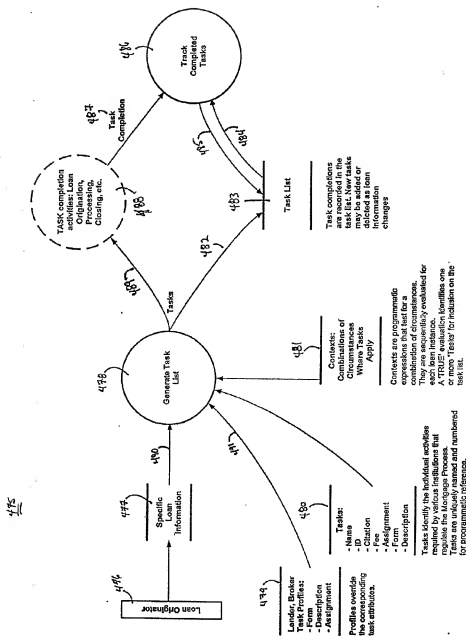 475
476
Loan Originator
477
Specific
Loan
Information
490
478
Generate Task
List
491
479
Lender, Broker
Task Profiles:
- Form
- Description
- Assignment
Profiles override
the corresponding
task attributes.
480
Tasks:
- Name
- ID
- Citation
- Fee
- Assignment
- Form
- Description
Tasks identify the individual activities
required by various institutions that
regulate the Mortgage Process.
Tasks are uniquely named and numbered
for programmatic reference.
481
Contexts:
Combinations of
Circumstances
Where Tasks
Apply
Contexts are programmatic
expressions that test for a
combination of circumstances.
They are sequentially evaluated for
each loan instance.
A 'TRUE' evaluation identifies one
or more 'Tasks' for inclusion on the
task list.
489
Tasks
482
TASK completion
activities: Loan
Origination,
Processing,
Closing, etc.
488
487
Task
Completion
486
Track
Completed
Tasks
485
484
483
Task List
Task completions
are recorded in the
task list. New tasks
may be added or
deleted as loan
information
changes